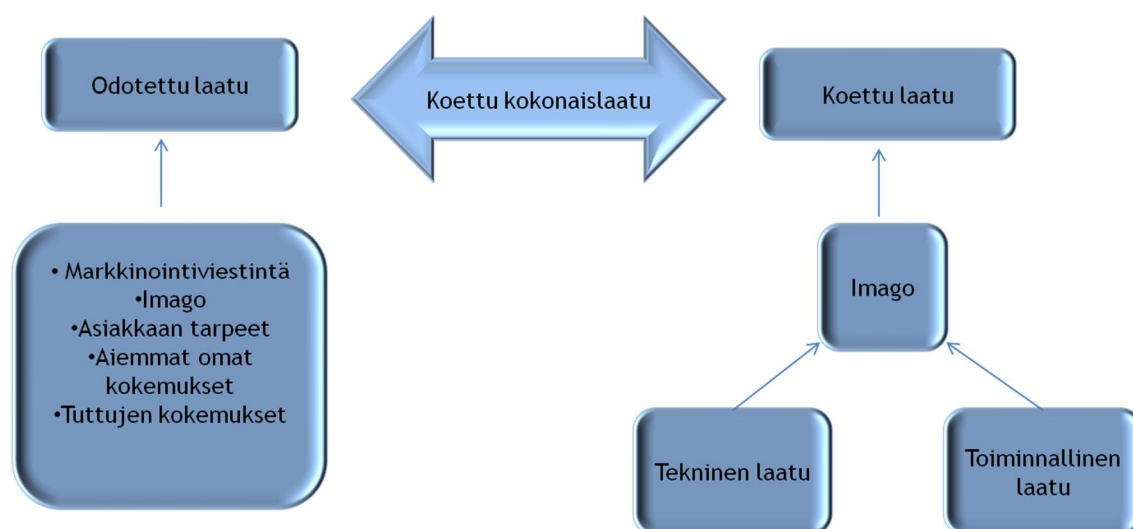 Odotettu laatu
Koettu kokonaislaatu
Koettu laatu
• Markkinointiviestintä
•Imago
•Asiakkaan tarpeet
•Aiemmat omat
kokemukset
•Tuttujen kokemukset
Imago
Tekninen laatu
Toiminnallinen
laatu